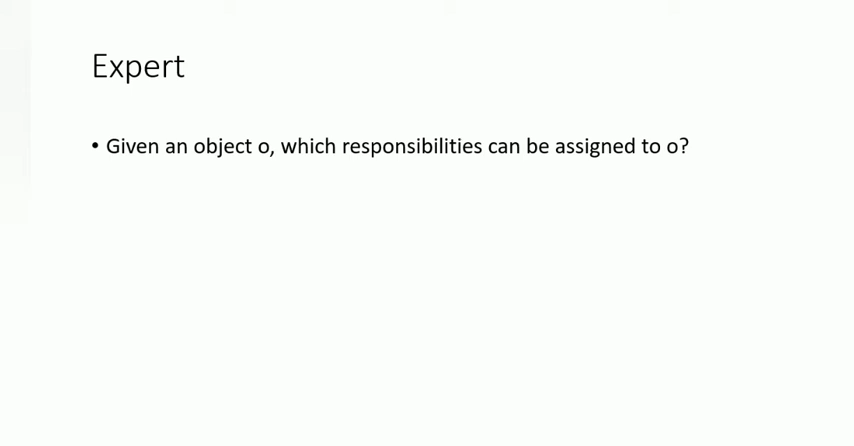 Expert
• Given an object o, which responsibilities can be assigned to o?